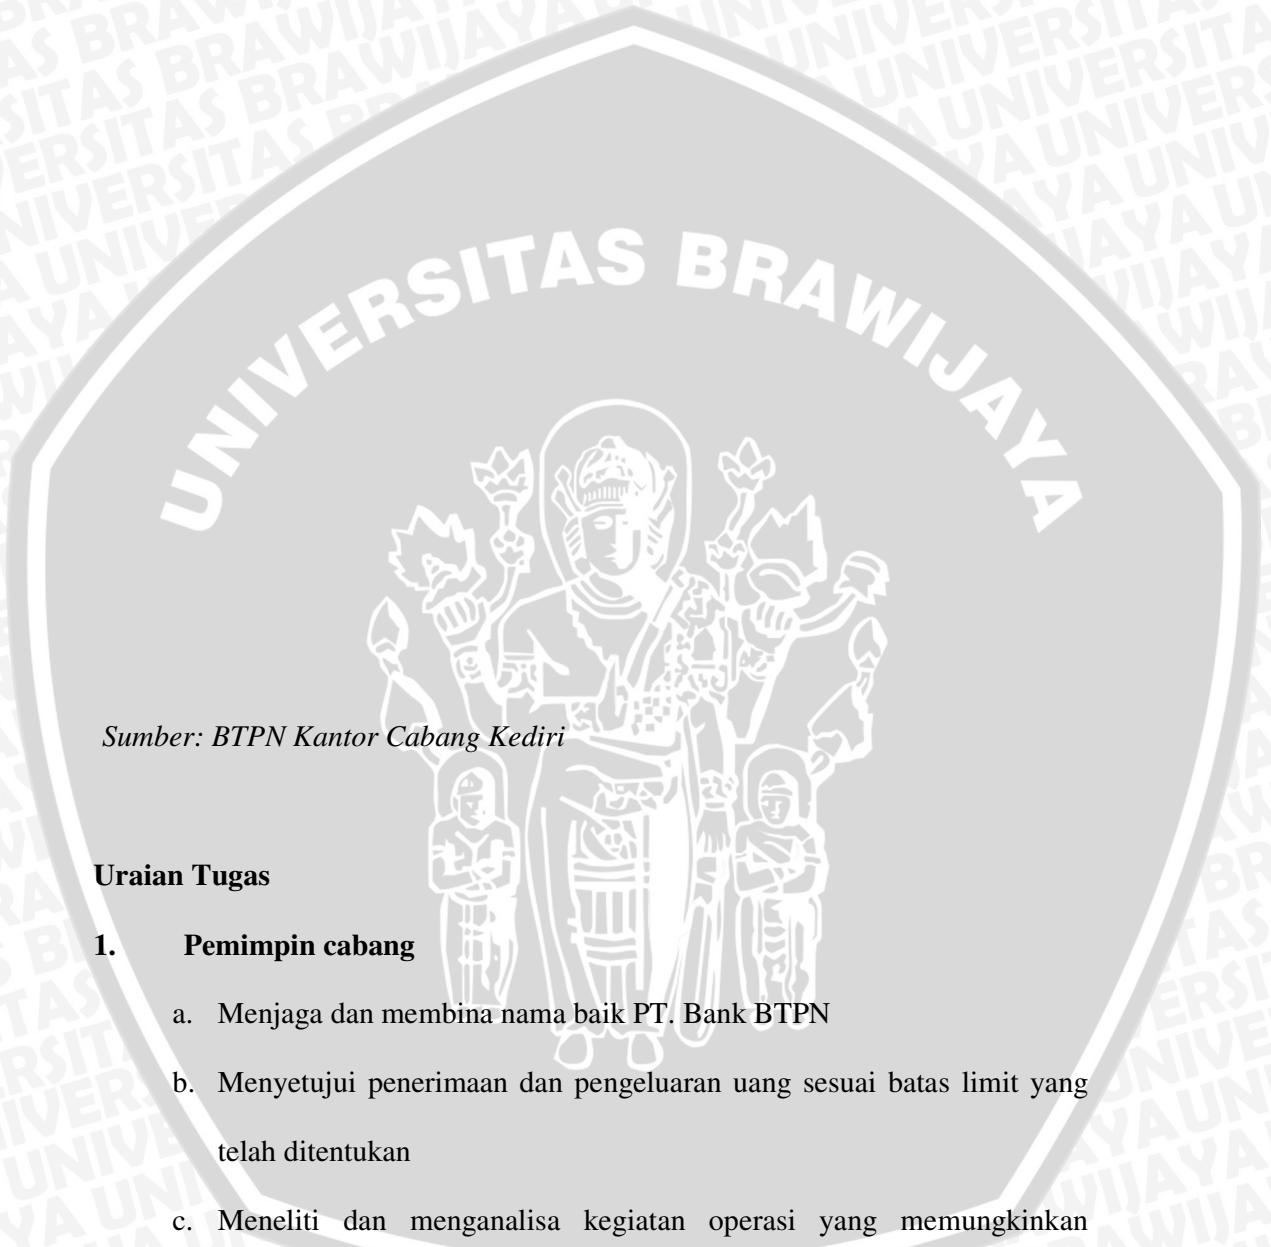 UNIVERSITAS BRAWIJAYA
Sumber: BTPN Kantor Cabang Kediri
Uraian Tugas
1. Pemimpin cabang
a. Menjaga dan membina nama baik PT. Bank BTPN
b. Menyetujui penerimaan dan pengeluaran uang sesuai batas limit yang
telah ditentukan
c. Meneliti dan menganalisa kegiatan operasi yang memungkinkan